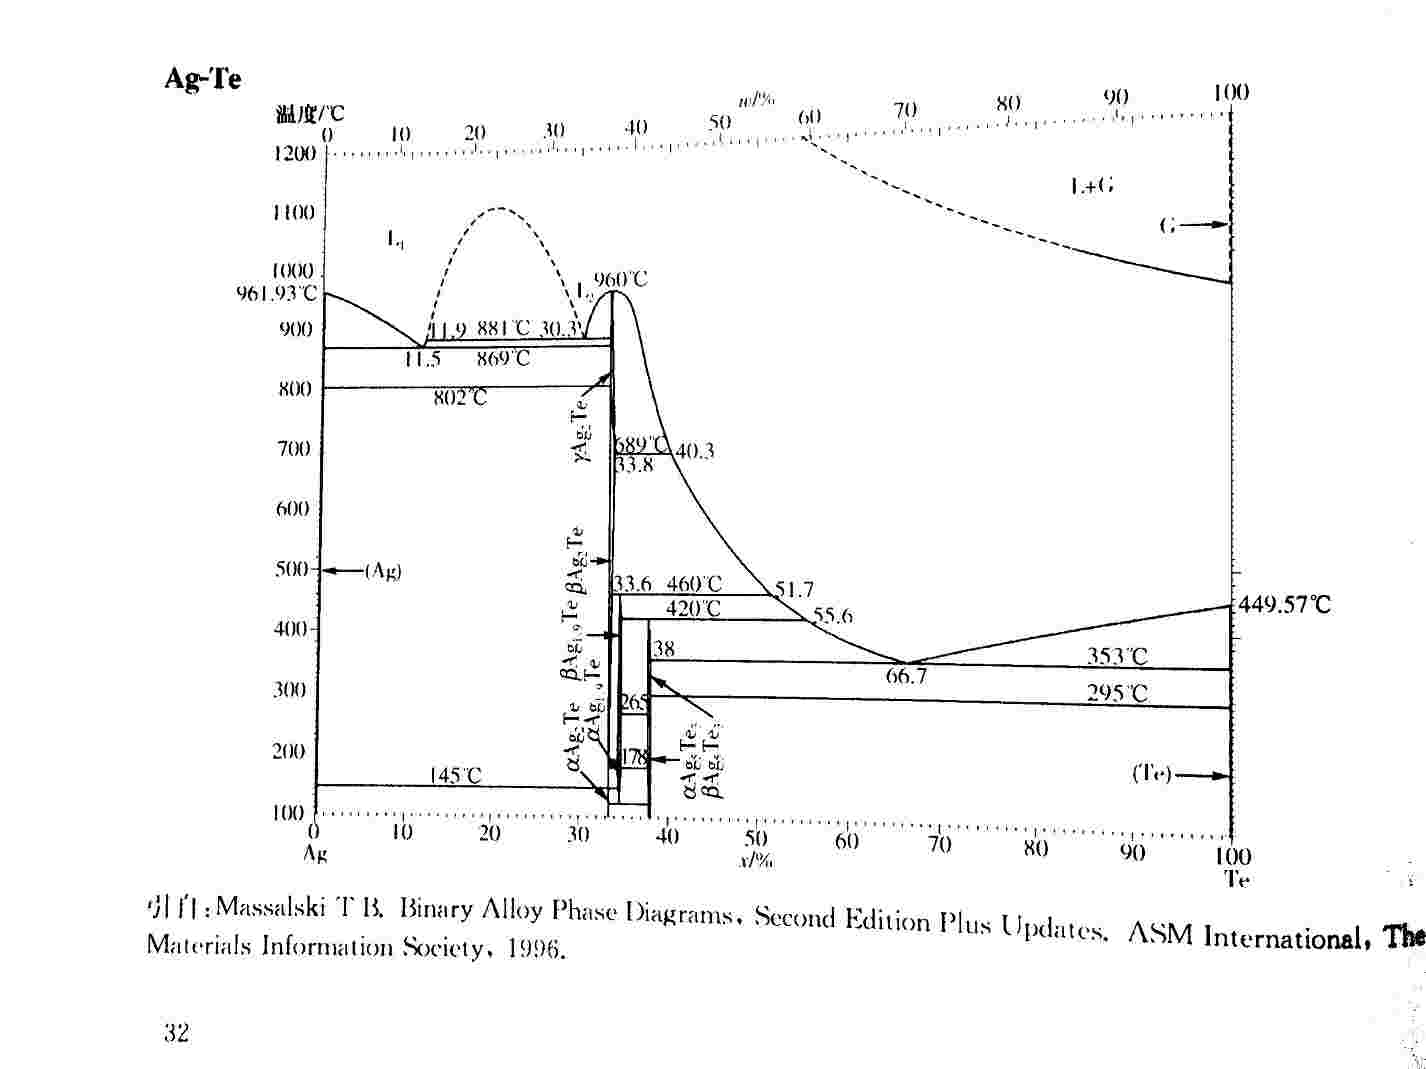 Ag-Te
温度/℃
w/%
0 10 20 30 40 50 60 70 80 90 100
1200
1100
1000
961.93℃
900
800
700
600
500
400
300
200
100
L₁
L₂
L+G
G
960℃
11.9 881℃ 30.3
11.5 869℃
802℃
γAg₂Te
689℃ 40.3
33.8
βAg₂Te
(Ag)
33.6 460℃ 51.7
420℃ 55.6
449.57℃
βAg₁.₉Te
38
353℃
66.7
αAg₁.₉Te
295℃
265
αAg₂Te
178
αAg₅Te₃
βAg₅Te₃
(Te)
145℃
0 10 20 30 40 50 60 70 80 90 100
Ag x/% Te
引自:Massalski T B. Binary Alloy Phase Diagrams, Second Edition Plus Updates. ASM International, The
Materials Information Society, 1996.
32